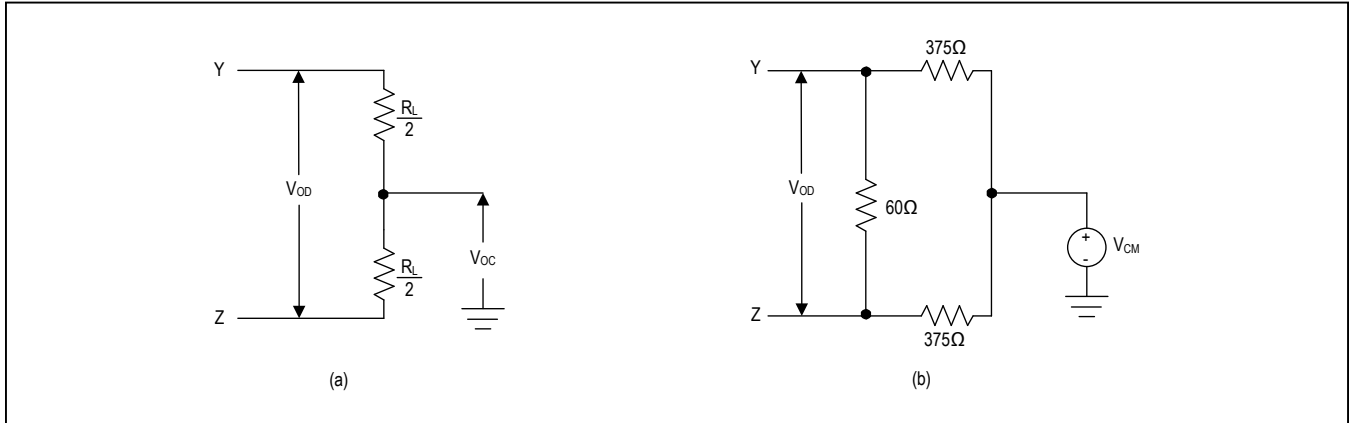 Y
V_OD
R_L
2
R_L
2
V_OC
Z
(a)
375Ω
Y
V_OD
60Ω
V_CM
+
-
Z
375Ω
(b)